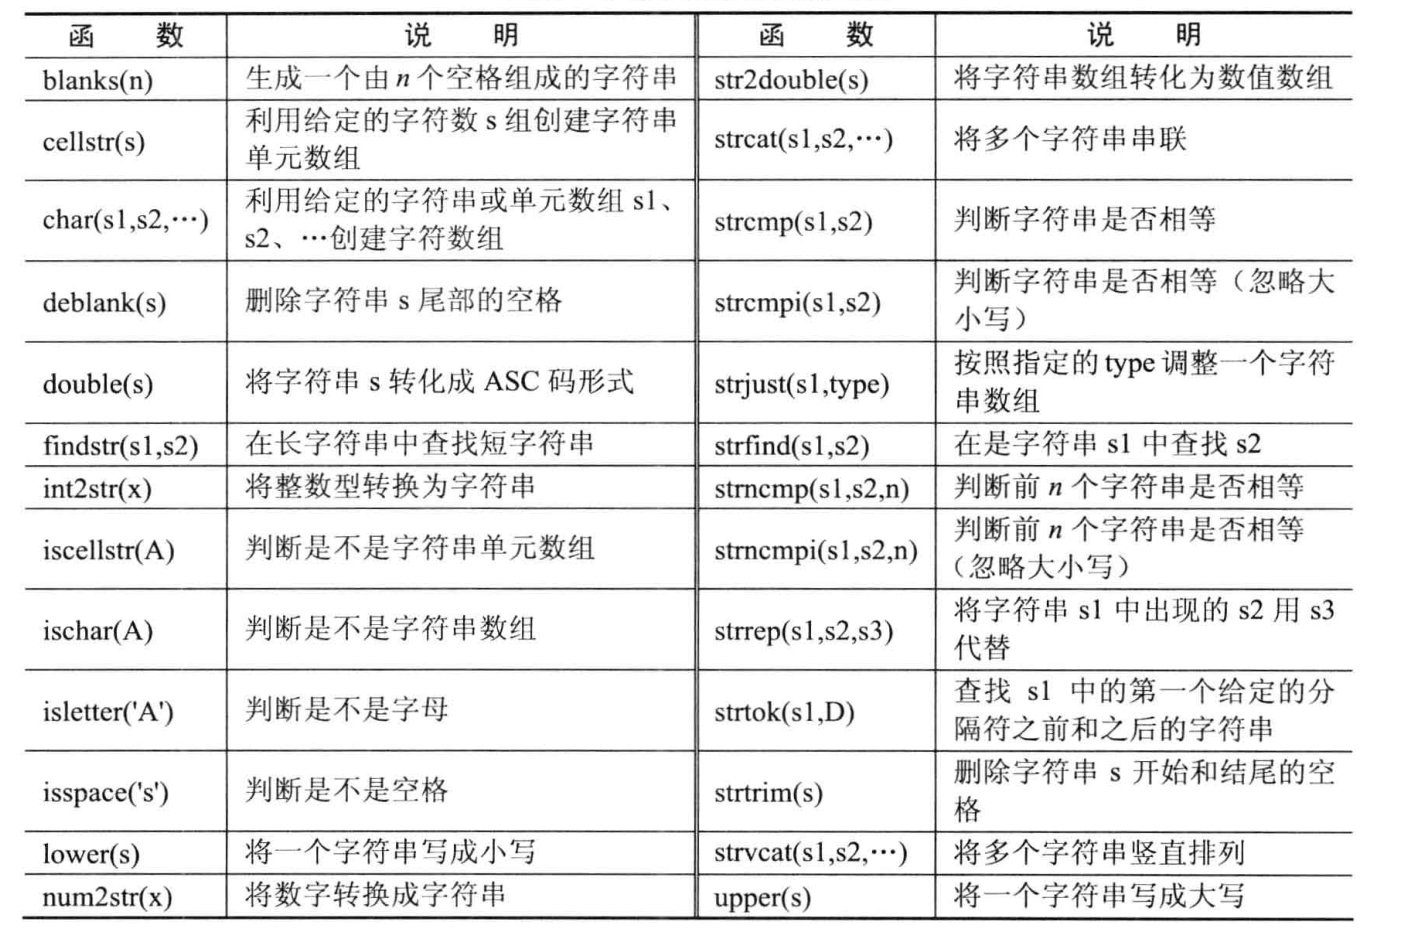 函 数 说 明 函 数 说 明
blanks(n) 生成一个由 n 个空格组成的字符串 str2double(s) 将字符串数组转化为数值数组
cellstr(s) 利用给定的字符数 s 组创建字符串
单元数组 strcat(s1,s2,…) 将多个字符串串联
char(s1,s2,…) 利用给定的字符串或单元数组 s1、
s2、…创建字符数组 strcmp(s1,s2) 判断字符串是否相等
deblank(s) 删除字符串 s 尾部的空格 strcmpi(s1,s2) 判断字符串是否相等（忽略大
小写）
double(s) 将字符串 s 转化成 ASC 码形式 strjust(s1,type) 按照指定的 type 调整一个字符
串数组
findstr(s1,s2) 在长字符串中查找短字符串 strfind(s1,s2) 在是字符串 s1 中查找 s2
int2str(x) 将整数型转换为字符串 strncmp(s1,s2,n) 判断前 n 个字符串是否相等
iscellstr(A) 判断是不是字符串单元数组 strncmpi(s1,s2,n) 判断前 n 个字符串是否相等
（忽略大小写）
ischar(A) 判断是不是字符串数组 strrep(s1,s2,s3) 将字符串 s1 中出现的 s2 用 s3
代替
isletter('A') 判断是不是字母 strtok(s1,D) 查找 s1 中的第一个给定的分
隔符之前和之后的字符串
isspace('s') 判断是不是空格 strtrim(s) 删除字符串 s 开始和结尾的空
格
lower(s) 将一个字符串写成小写 strvcat(s1,s2,…) 将多个字符串竖直排列
num2str(x) 将数字转换成字符串 upper(s) 将一个字符串写成大写